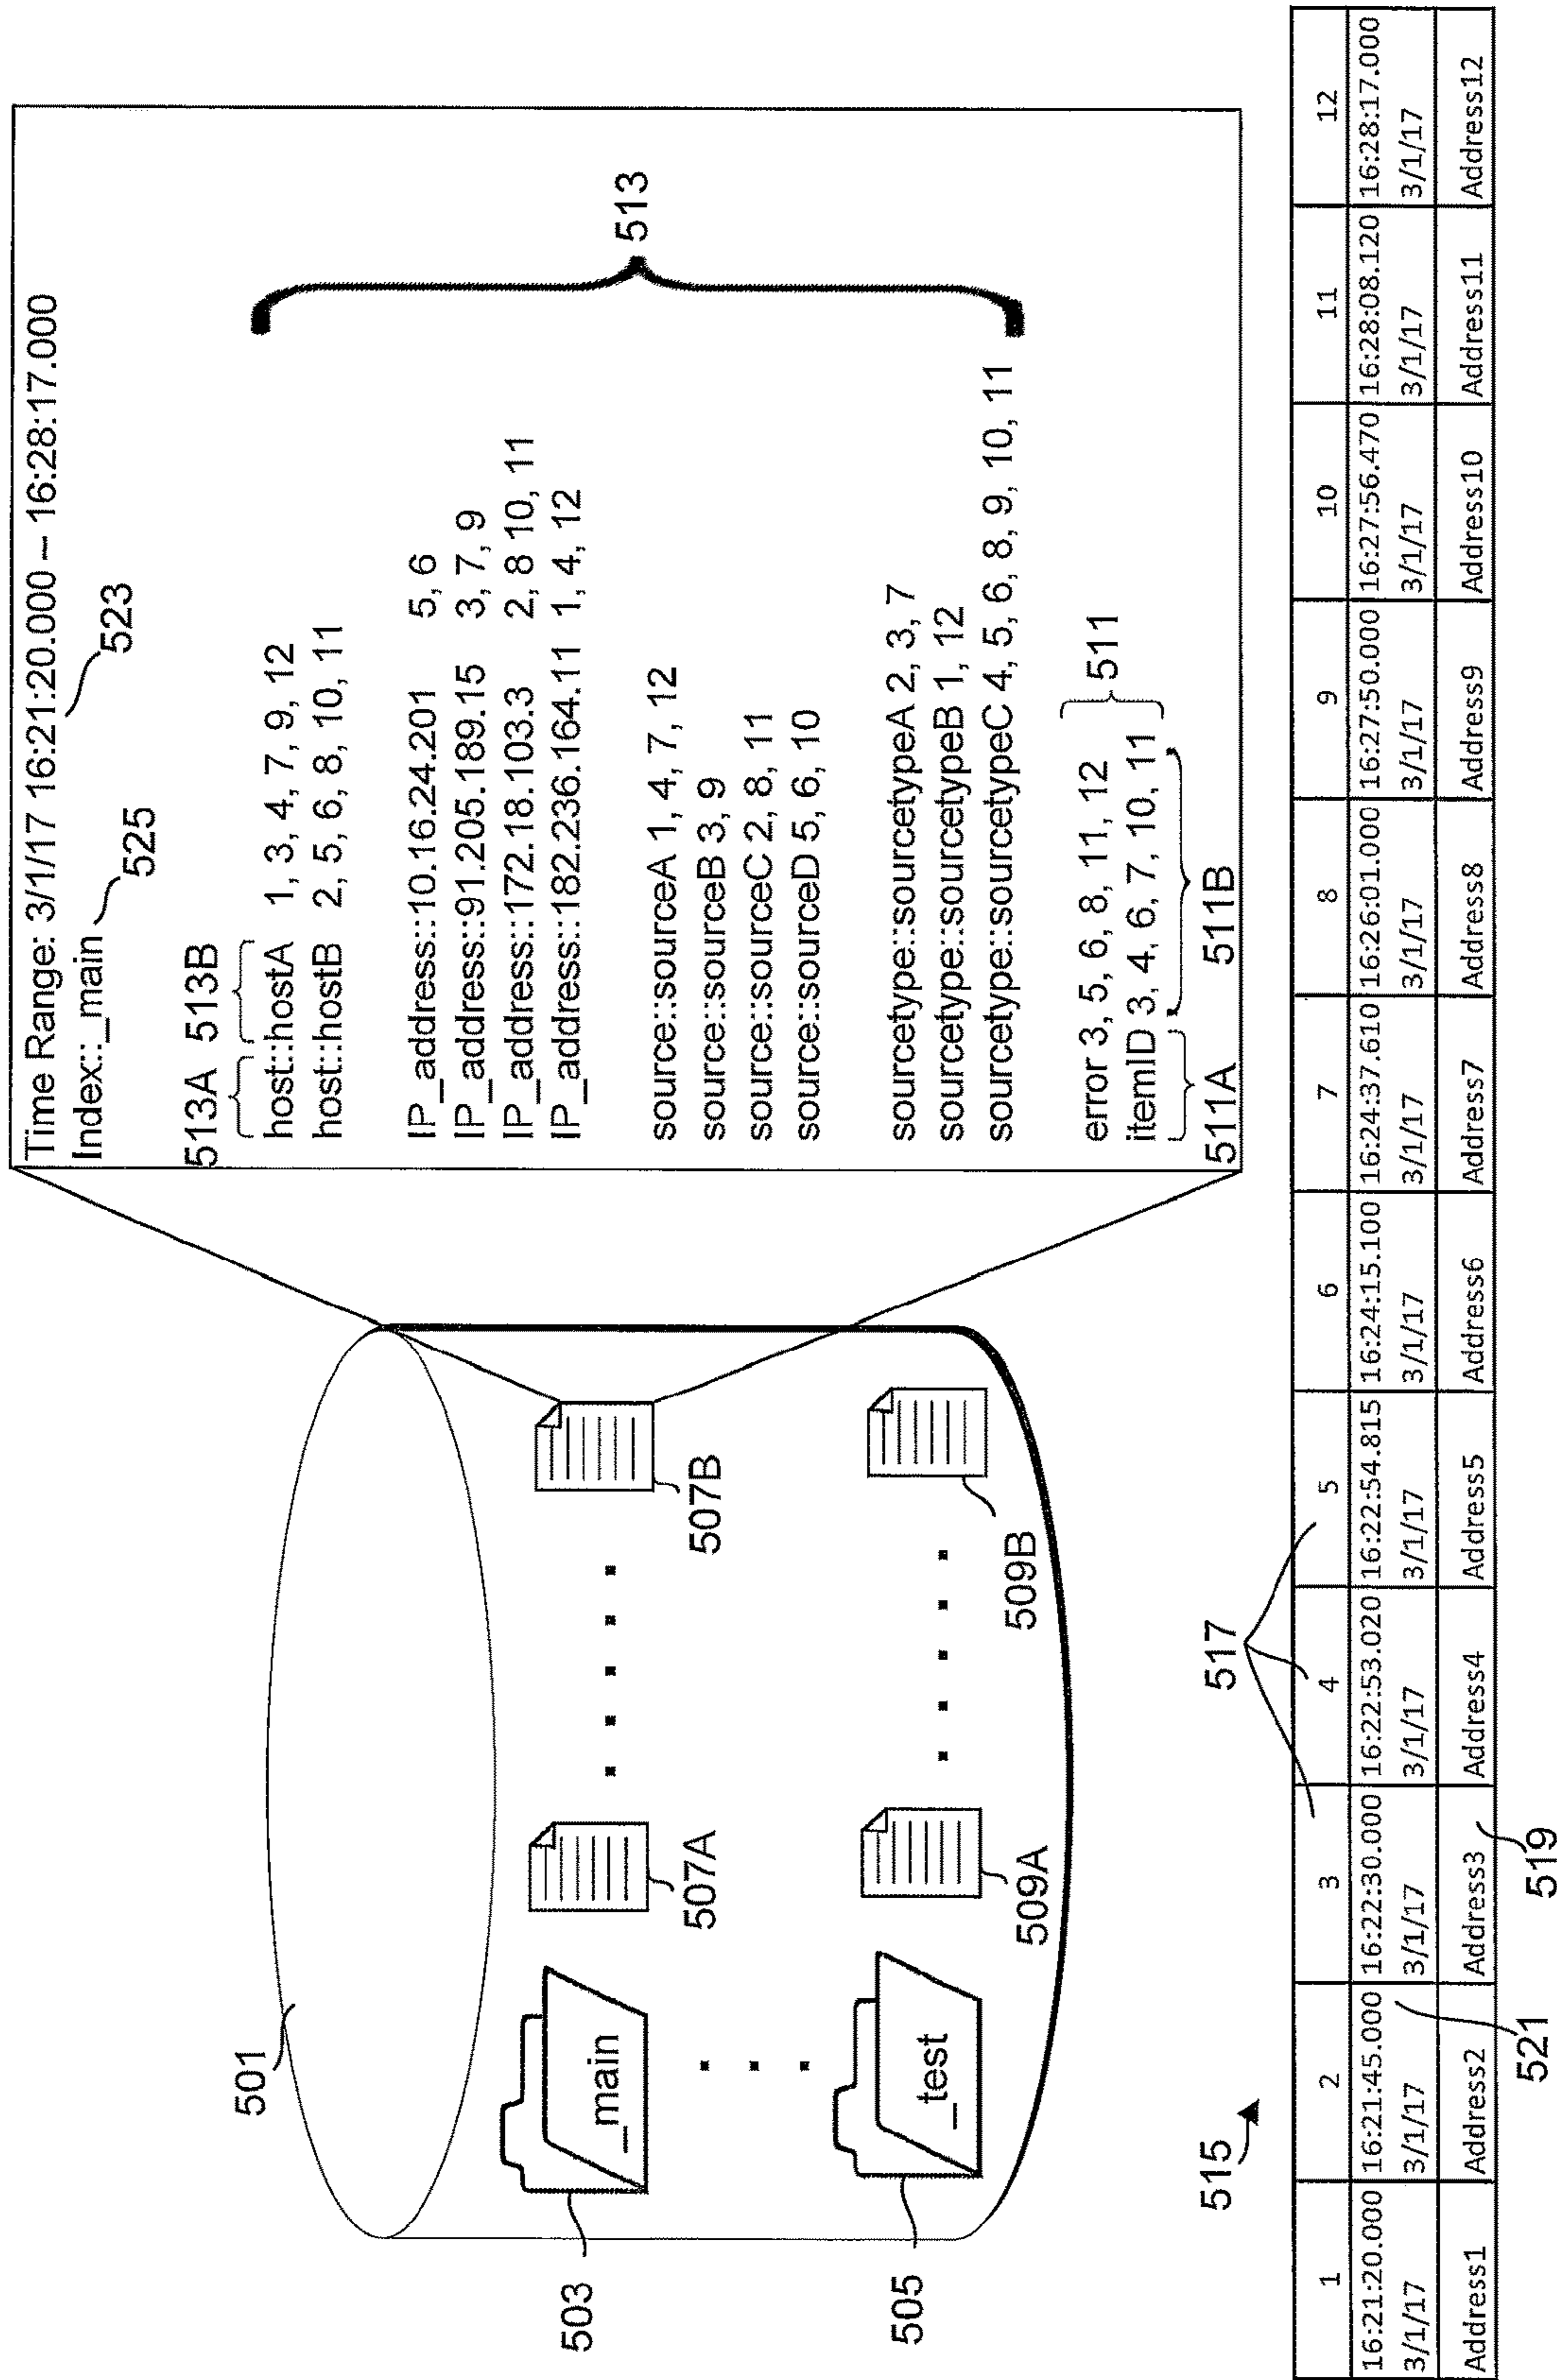 Time Range: 3/1/17 16:21:20.000 – 16:28:17.000
523
Index::_main
525
513A 513B
host::hostA 1, 3, 4, 7, 9, 12
host::hostB 2, 5, 6, 8, 10, 11
IP_address::10.16.24.201 5, 6
IP_address::91.205.189.15 3, 7, 9
IP_address::172.18.103.3 2, 8 10, 11
IP_address::182.236.164.11 1, 4, 12
source::sourceA 1, 4, 7, 12
source::sourceB 3, 9
source::sourceC 2, 8, 11
source::sourceD 5, 6, 10
sourcetype::sourcetypeA 2, 3, 7
sourcetype::sourcetypeB 1, 12
sourcetype::sourcetypeC 4, 5, 6, 8, 9, 10, 11
513
error 3, 5, 6, 8, 11, 12
itemID 3, 4, 6, 7, 10, 11
511
511A
511B
501
503
_main
507A
507B
505
_test
509A
509B
515
517
1 2 3 4 5 6 7 8 9 10 11 12
16:21:20.000 16:21:45.000 16:22:30.000 16:22:53.020 16:22:54.815 16:24:15.100 16:24:37.610 16:26:01.000 16:27:50.000 16:27:56.470 16:28:08.120 16:28:17.000
3/1/17 3/1/17 3/1/17 3/1/17 3/1/17 3/1/17 3/1/17 3/1/17 3/1/17 3/1/17 3/1/17 3/1/17
Address1 Address2 Address3 Address4 Address5 Address6 Address7 Address8 Address9 Address10 Address11 Address12
521
519